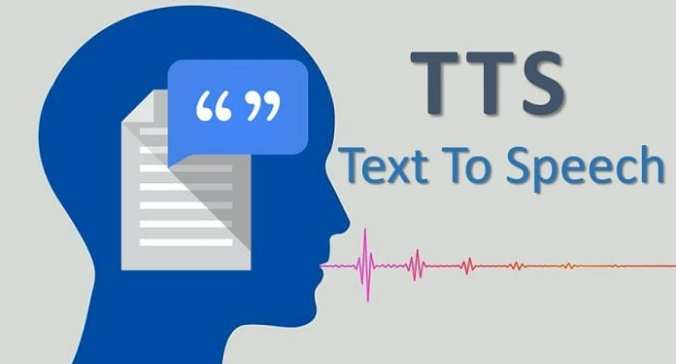 “ ”
TTS
Text To Speech